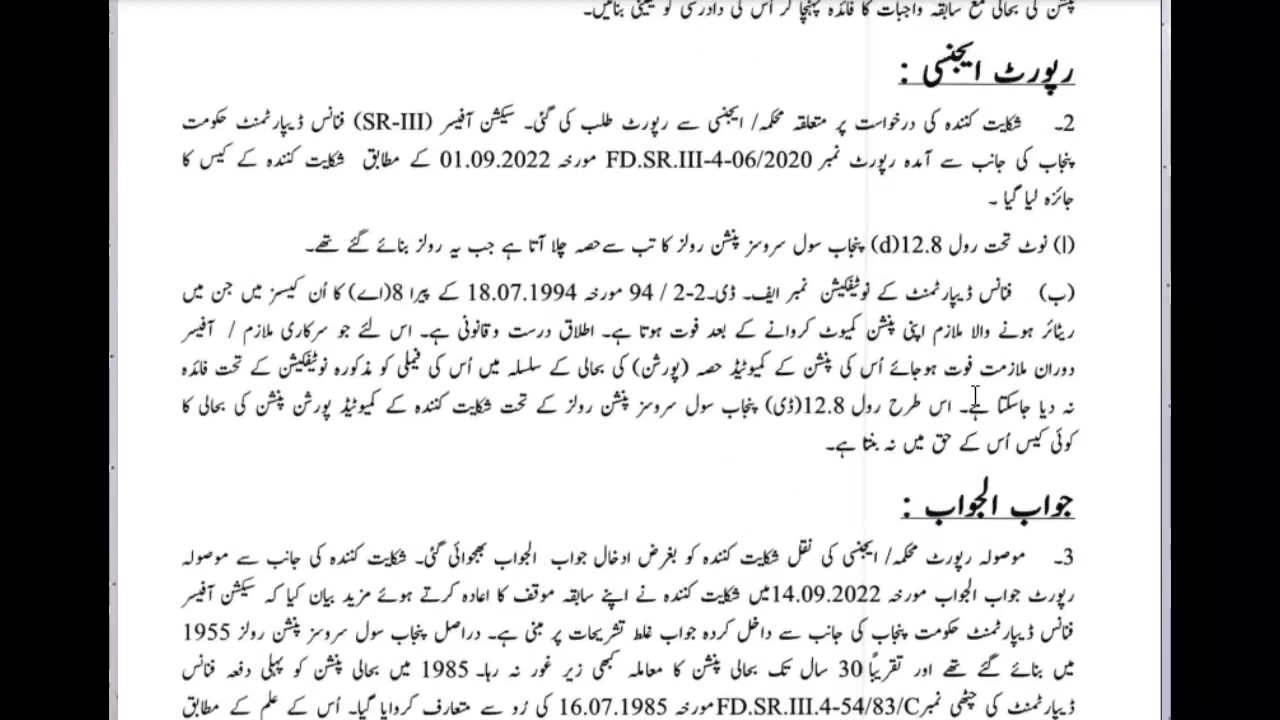 پنشن کی بحالی مع سابقہ واجبات کا فائدہ پہنچا کر اُس کی دادرسی کو یقینی بنائیں۔
رپورٹ ایجنسی :
2۔ شکایت کنندہ کی درخواست پر متعلقہ محکمہ/ ایجنسی سے رپورٹ طلب کی گئی۔ سیکشن آفیسر (SR-III) فنانس ڈیپارٹمنٹ حکومت
پنجاب کی جانب سے آمدہ رپورٹ نمبر FD.SR.III-4-06/2020 مورخہ 01.09.2022 کے مطابق شکایت کنندہ کے کیس کا
جائزہ لیا گیا ۔
(ا) نوٹ تحت رول 12.8(d) پنجاب سول سروسز پنشن رولز کا تب سے حصہ چلا آتا ہے جب یہ رولز بنائے گئے تھے۔
(ب) فنانس ڈیپارٹمنٹ کے نوٹیفکیشن نمبر ایف۔ ڈی۔2-2 / 94 مورخہ 18.07.1994 کے پیرا 8(اے) کا اُن کیسز میں جن میں
ریٹائر ہونے والا ملازم اپنی پنشن کمیوٹ کروانے کے بعد فوت ہوتا ہے۔ اطلاق درست وقانونی ہے۔ اس لئے جو سرکاری ملازم / آفیسر
دوران ملازمت فوت ہوجائے اُس کی پنشن کے کمیوٹیڈ حصہ (پورشن) کی بحالی کے سلسلہ میں اُس کی فیملی کو مذکورہ نوٹیفکیشن کے تحت فائدہ
نہ دیا جاسکتا ہے۔ اس طرح رول 12.8(ڈی) پنجاب سول سروسز پنشن رولز کے تحت شکایت کنندہ کے کمیوٹیڈ پورشن پنشن کی بحالی کا
کوئی کیس اُس کے حق میں نہ بنتا ہے۔
جواب الجواب :
3۔ موصولہ رپورٹ محکمہ/ ایجنسی کی نقل شکایت کنندہ کو بغرض ادخال جواب الجواب بھجوائی گئی۔ شکایت کنندہ کی جانب سے موصولہ
رپورٹ جواب الجواب مورخہ 14.09.2022میں شکایت کنندہ نے اپنے سابقہ موقف کا اعادہ کرتے ہوئے مزید بیان کیا کہ سیکشن آفیسر
فنانس ڈیپارٹمنٹ حکومت پنجاب کی جانب سے داخل کردہ جواب غلط تشریحات پر مبنی ہے۔ دراصل پنجاب سول سروسز پنشن رولز 1955
میں بنائے گئے تھے اور تقریباً 30 سال تک بحالی پنشن کا معاملہ کبھی زیر غور نہ رہا۔ 1985 میں بحالی پنشن کو پہلی دفعہ فنانس
ڈیپارٹمنٹ کی چٹھی نمبرFD.SR.III.4-54/83/C مورخہ 16.07.1985 کی رُو سے متعارف کروایا گیا۔ اُس کے علم کے مطابق